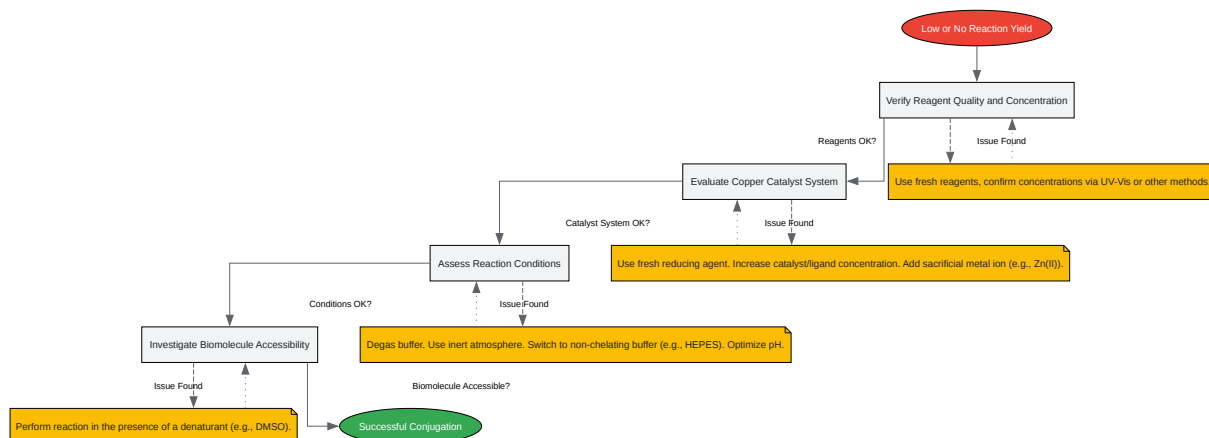 Low or No Reaction Yield
Verify Reagent Quality and Concentration
Reagents OK?
Issue Found
Evaluate Copper Catalyst System
Use fresh reagents, confirm concentrations via UV-Vis or other methods.
Catalyst System OK?
Issue Found
Assess Reaction Conditions
Use fresh reducing agent. Increase catalyst/ligand concentration. Add sacrificial metal ion (e.g., Zn(II)).
Conditions OK?
Issue Found
Investigate Biomolecule Accessibility
Degas buffer. Use inert atmosphere. Switch to non-chelating buffer (e.g., HEPES). Optimize pH.
Issue Found
Biomolecule Accessible?
Perform reaction in the presence of a denaturant (e.g., DMSO).
Successful Conjugation